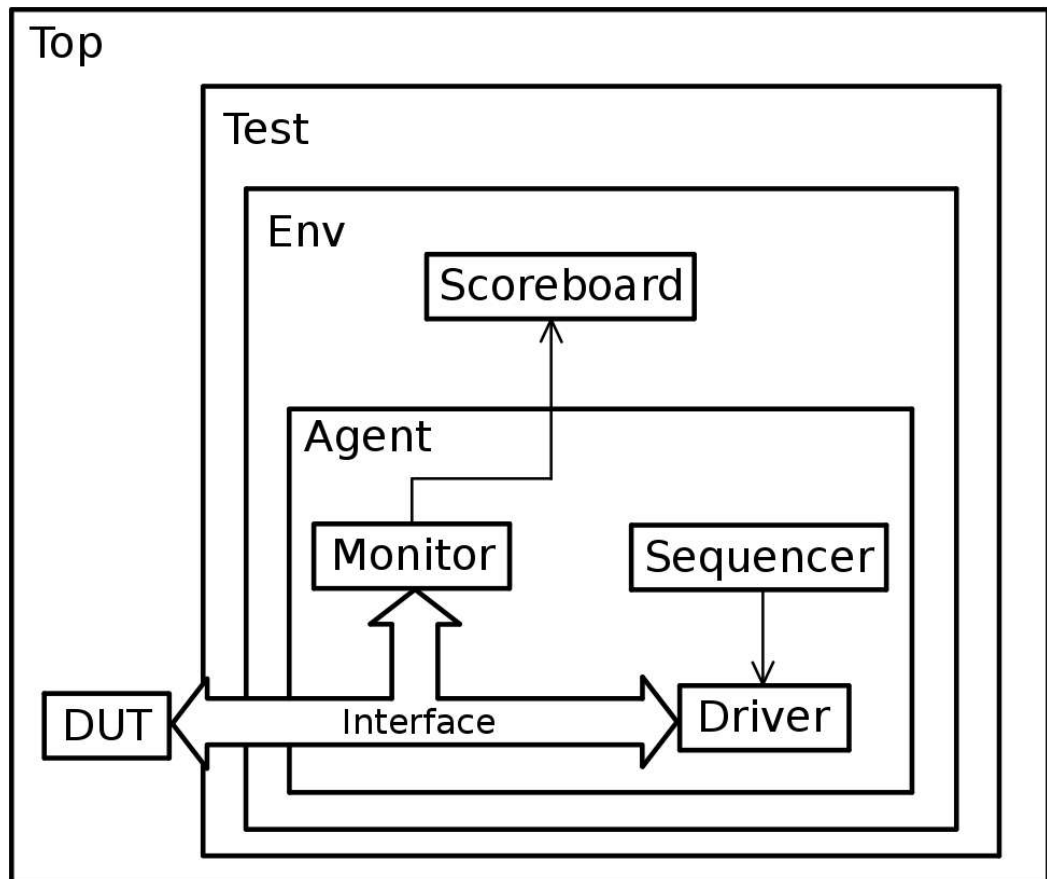 Top
Test
Env
Scoreboard
Agent
Monitor
Sequencer
DUT
Interface
Driver